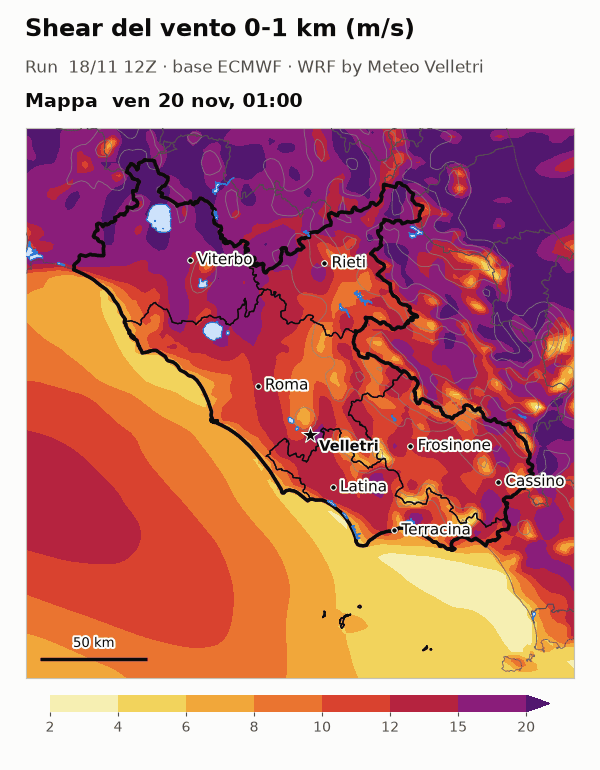 Shear del vento 0-1 km (m/s)
Run  18/11 12Z · base ECMWF · WRF by Meteo Velletri
Mappa  ven 20 nov, 01:00
Viterbo
Rieti
Roma
Velletri
Frosinone
Latina
Cassino
Terracina
50 km
2 4 6 8 10 12 15 20